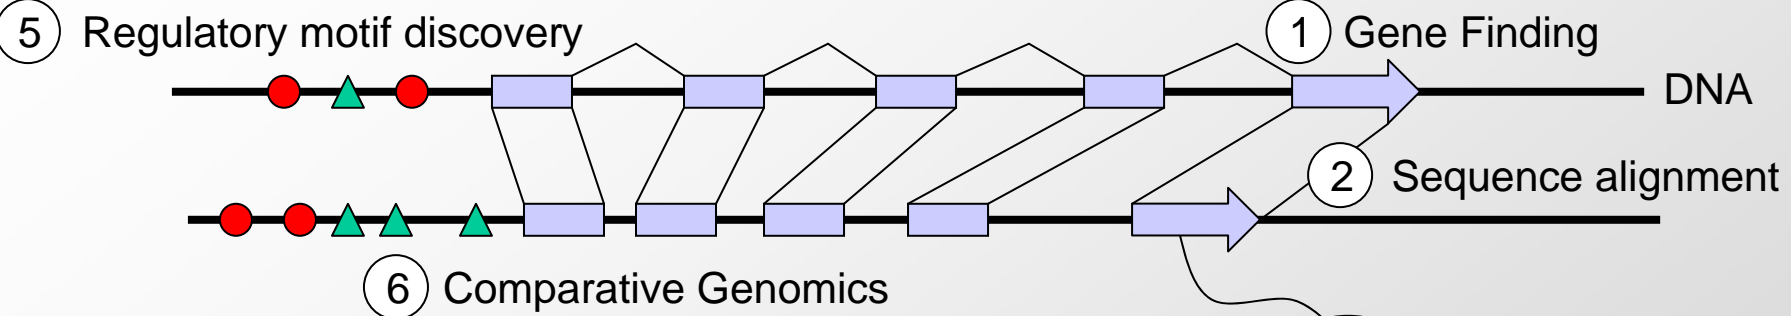 5 Regulatory motif discovery
1 Gene Finding
DNA
2 Sequence alignment
6 Comparative Genomics